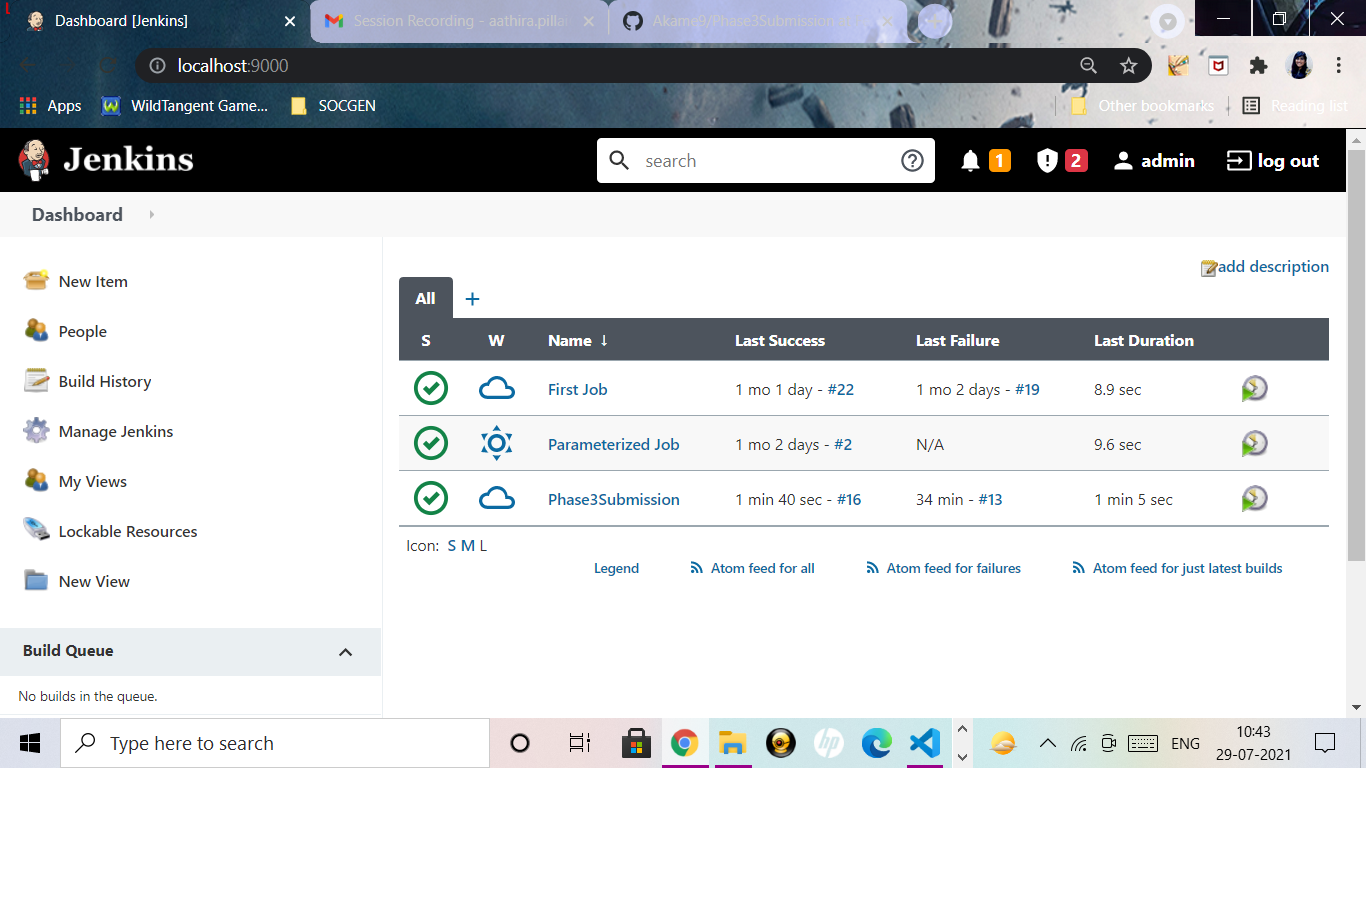 Dashboard [Jenkins]
Session Recording - aathira.pillai
Akame9/Phase3Submission
localhost:9000
Apps WildTangent Game... SOCGEN Other bookmarks Reading list
Jenkins search 1 2 admin log out
Dashboard
New Item
People
Build History
Manage Jenkins
My Views
Lockable Resources
New View
Build Queue
No builds in the queue.
add description
All +
S W Name ↓ Last Success Last Failure Last Duration
First Job 1 mo 1 day - #22 1 mo 2 days - #19 8.9 sec
Parameterized Job 1 mo 2 days - #2 N/A 9.6 sec
Phase3Submission 1 min 40 sec - #16 34 min - #13 1 min 5 sec
Icon: S M L
Legend Atom feed for all Atom feed for failures Atom feed for just latest builds
Type here to search
hp
ENG
10:43
29-07-2021